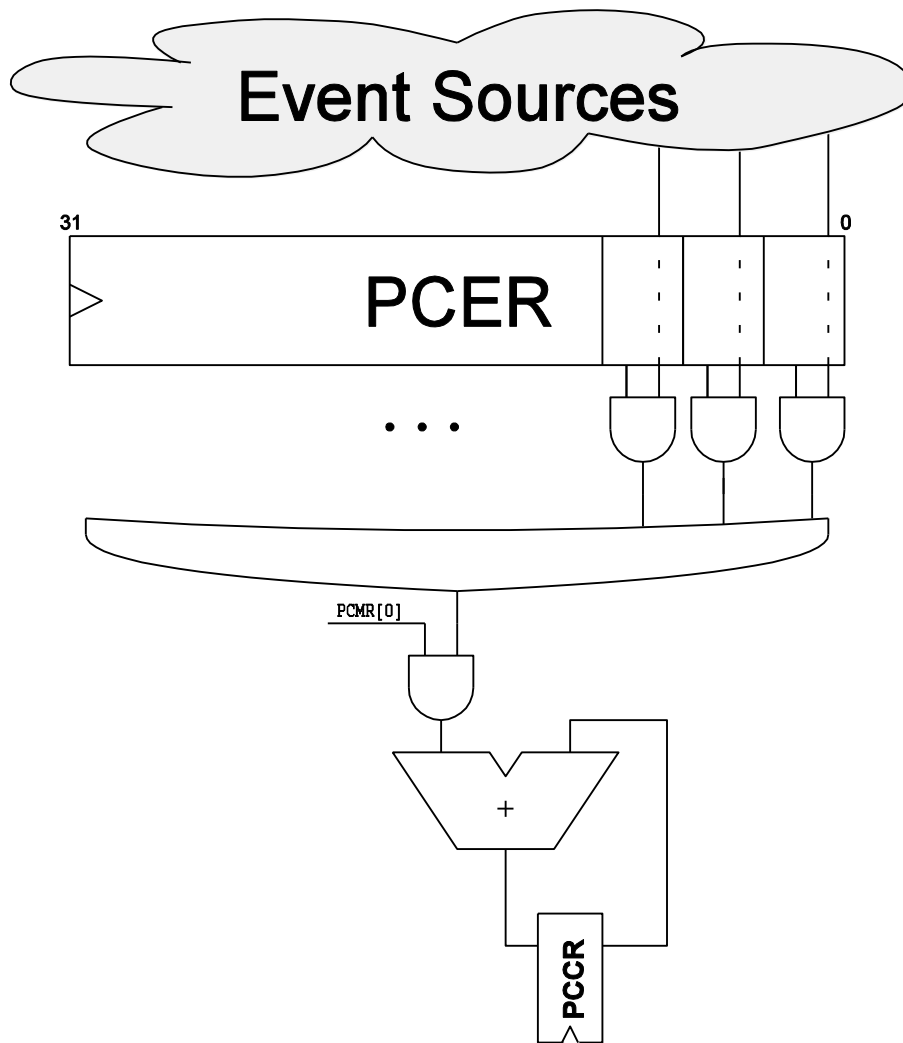 Event Sources
31 0
PCER
. . .
PCMR[0]
+
PCCR